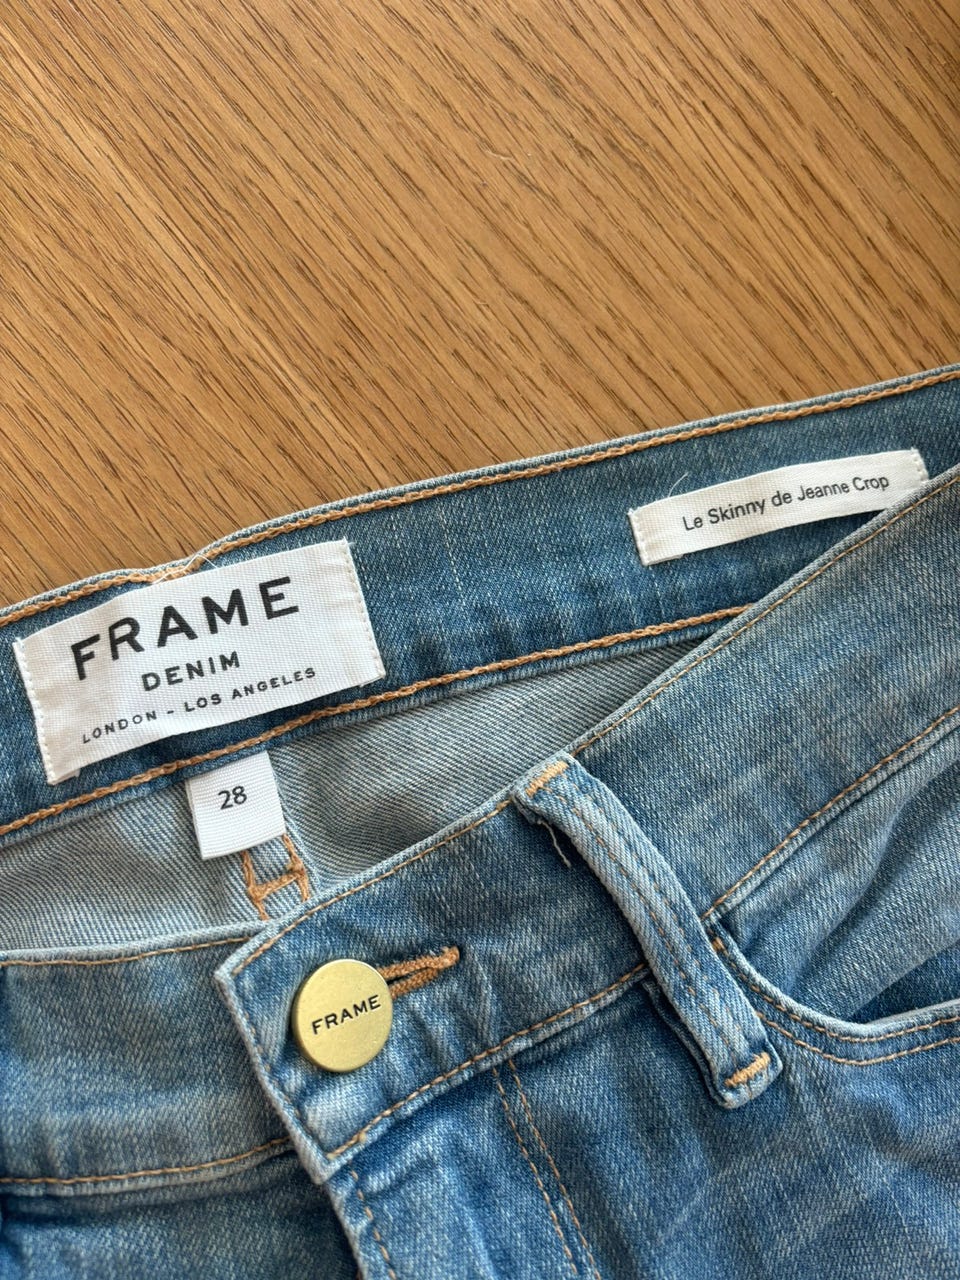 FRAME
DENIM
LONDON - LOS ANGELES
Le Skinny de Jeanne Crop
28
FRAME